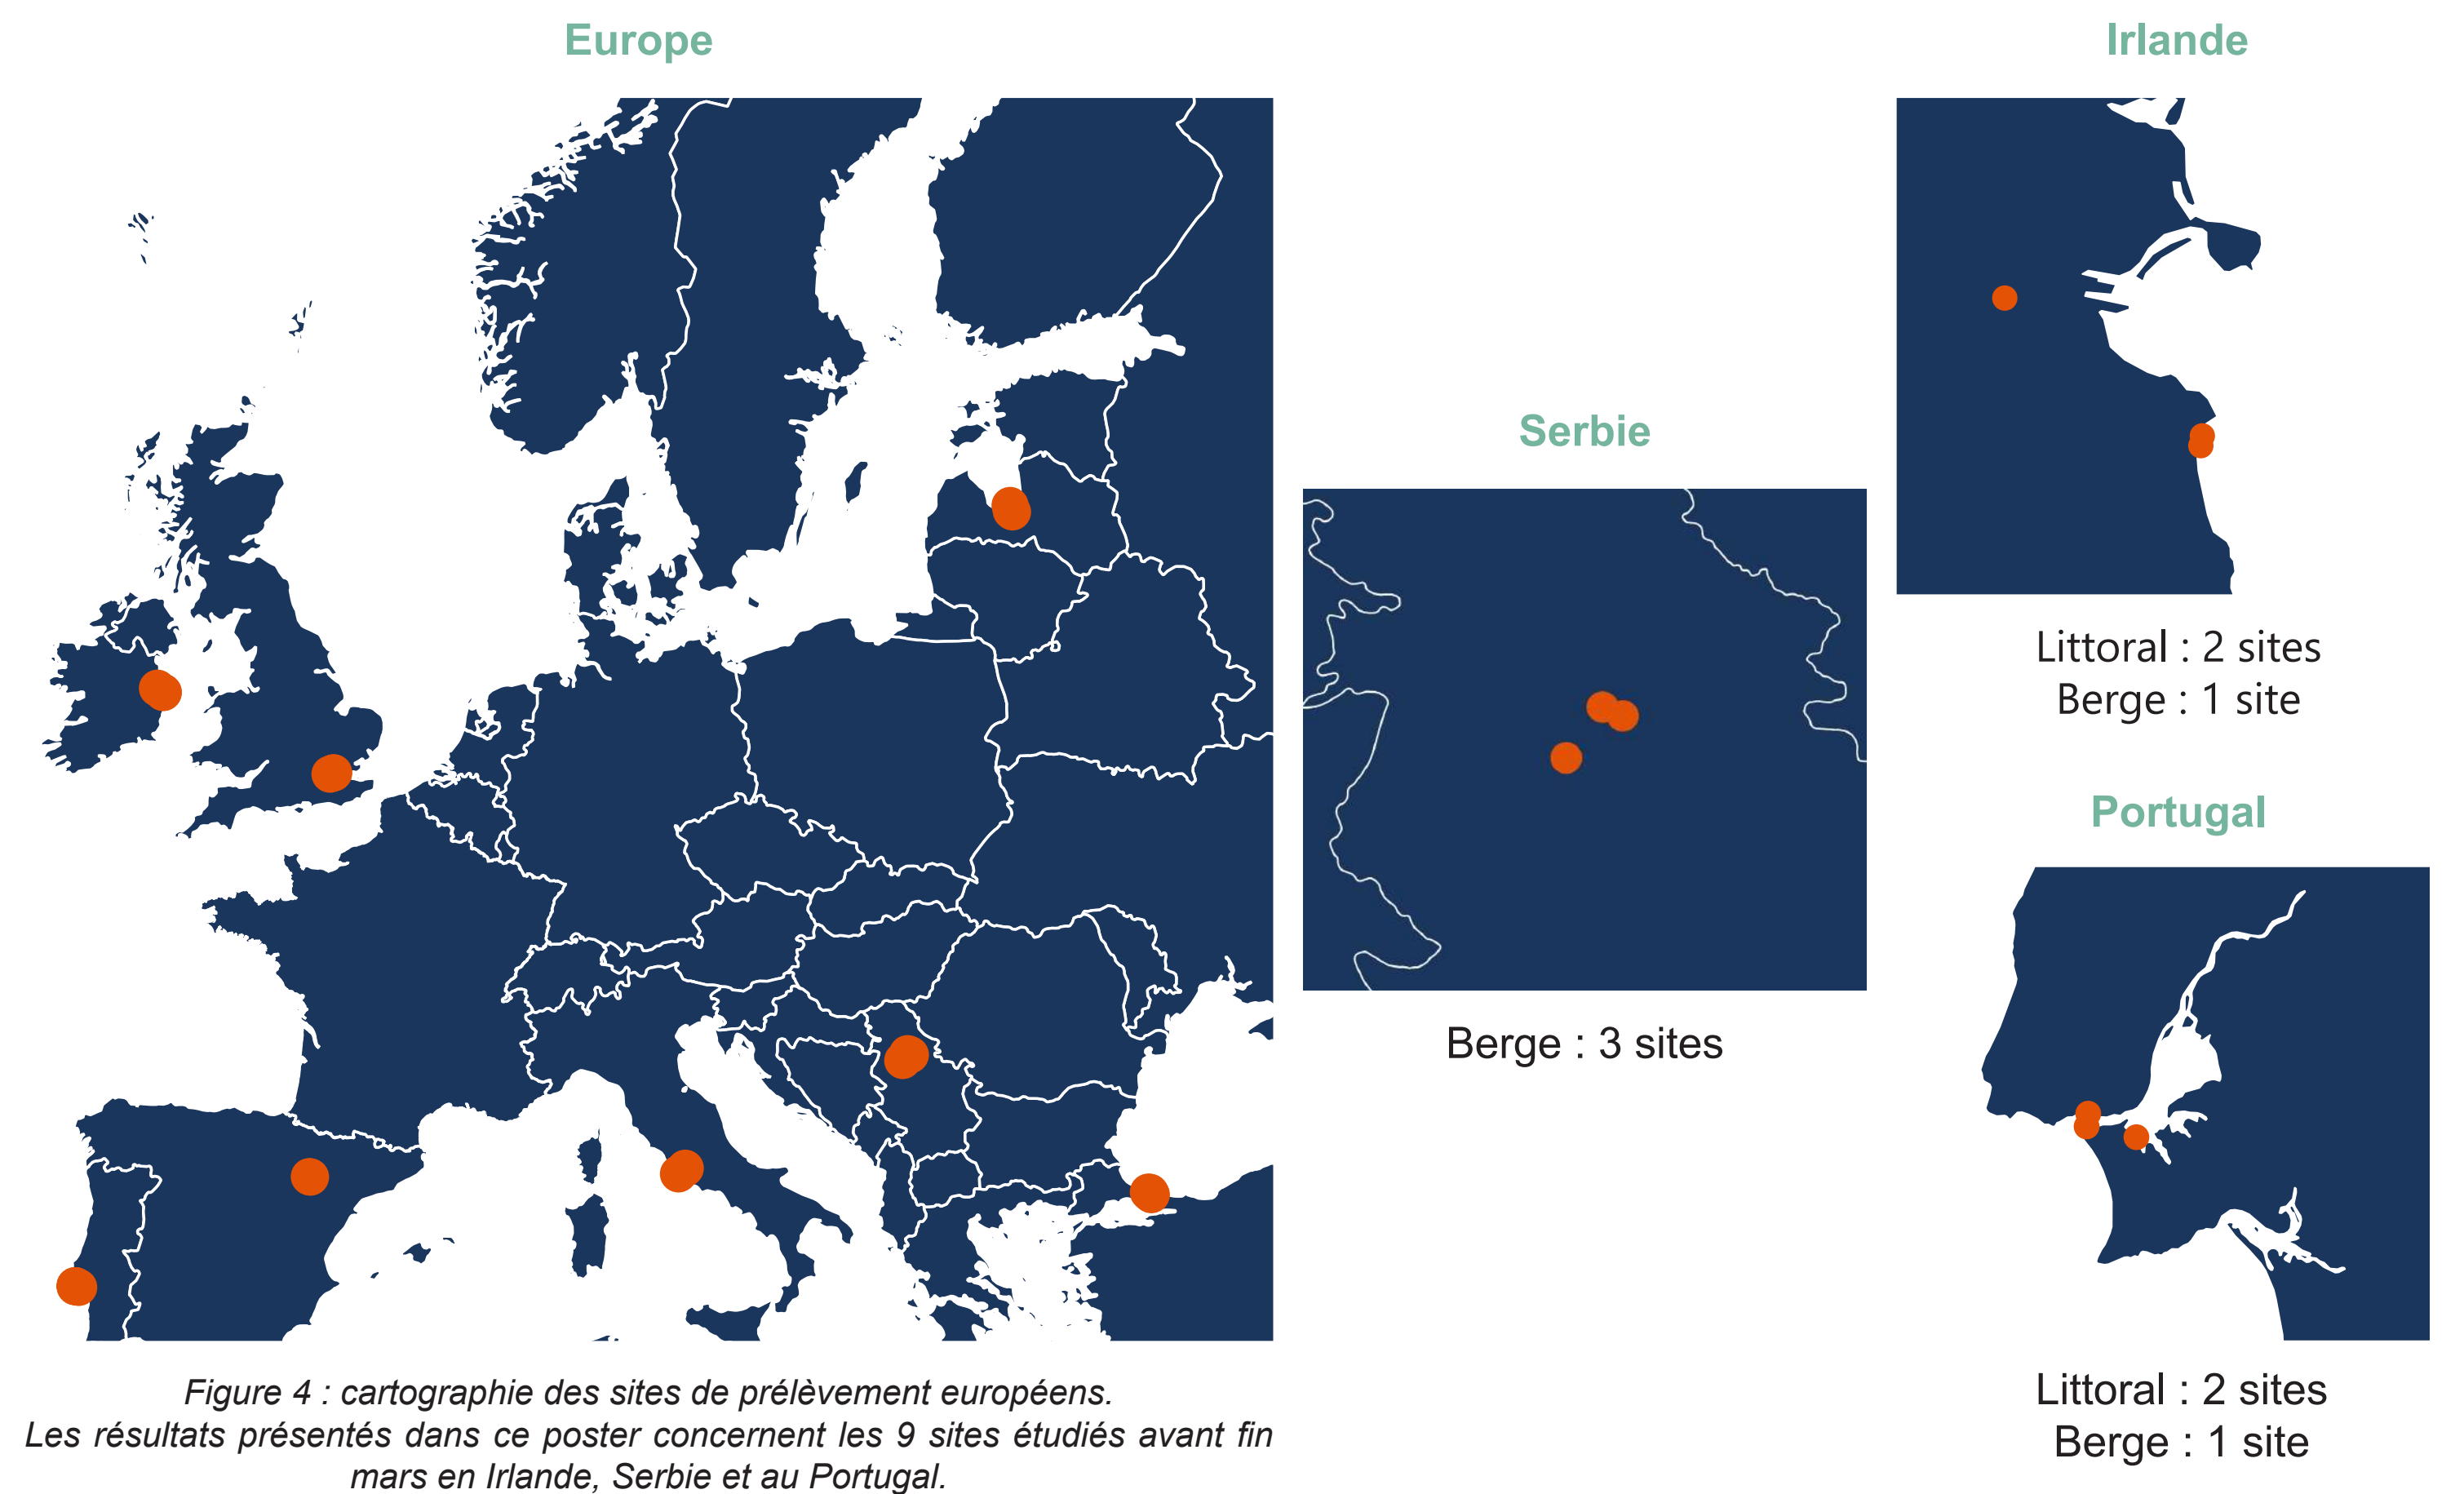 Europe
Irlande
Serbie
Littoral : 2 sites
Berge : 1 site
Portugal
Berge : 3 sites
Littoral : 2 sites
Berge : 1 site
Figure 4 : cartographie des sites de prélèvement européens.
Les résultats présentés dans ce poster concernent les 9 sites étudiés avant fin
mars en Irlande, Serbie et au Portugal.